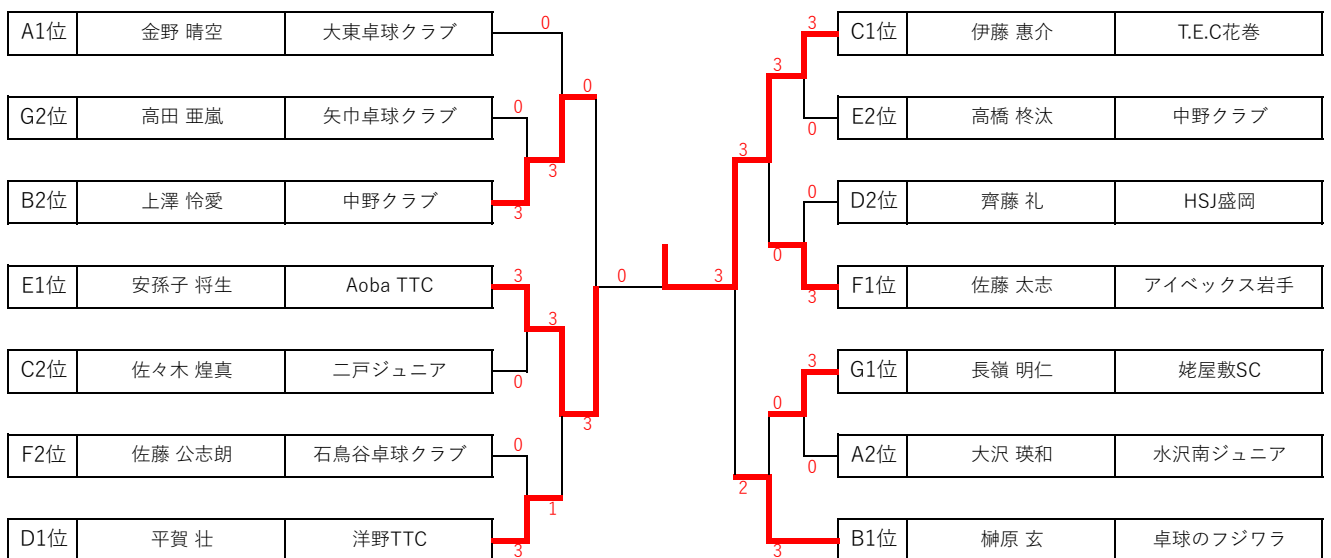 A1位 金野 晴空 大東卓球クラブ
0
G2位 高田 亜嵐 矢巾卓球クラブ
0
0
3
B2位 上澤 怜愛 中野クラブ
3
E1位 安孫子 将生 Aoba TTC
3
3
C2位 佐々木 煌真 二戸ジュニア
0
3
F2位 佐藤 公志朗 石鳥谷卓球クラブ
0
1
D1位 平賀 壮 洋野TTC
3
0
3
C1位 伊藤 惠介 T.E.C花巻
3
3
E2位 高橋 柊汰 中野クラブ
0
3
D2位 齊藤 礼 HSJ盛岡
0
0
F1位 佐藤 太志 アイベックス岩手
3
G1位 長嶺 明仁 姥屋敷SC
3
0
A2位 大沢 瑛和 水沢南ジュニア
0
2
B1位 榊原 玄 卓球のフジワラ
3